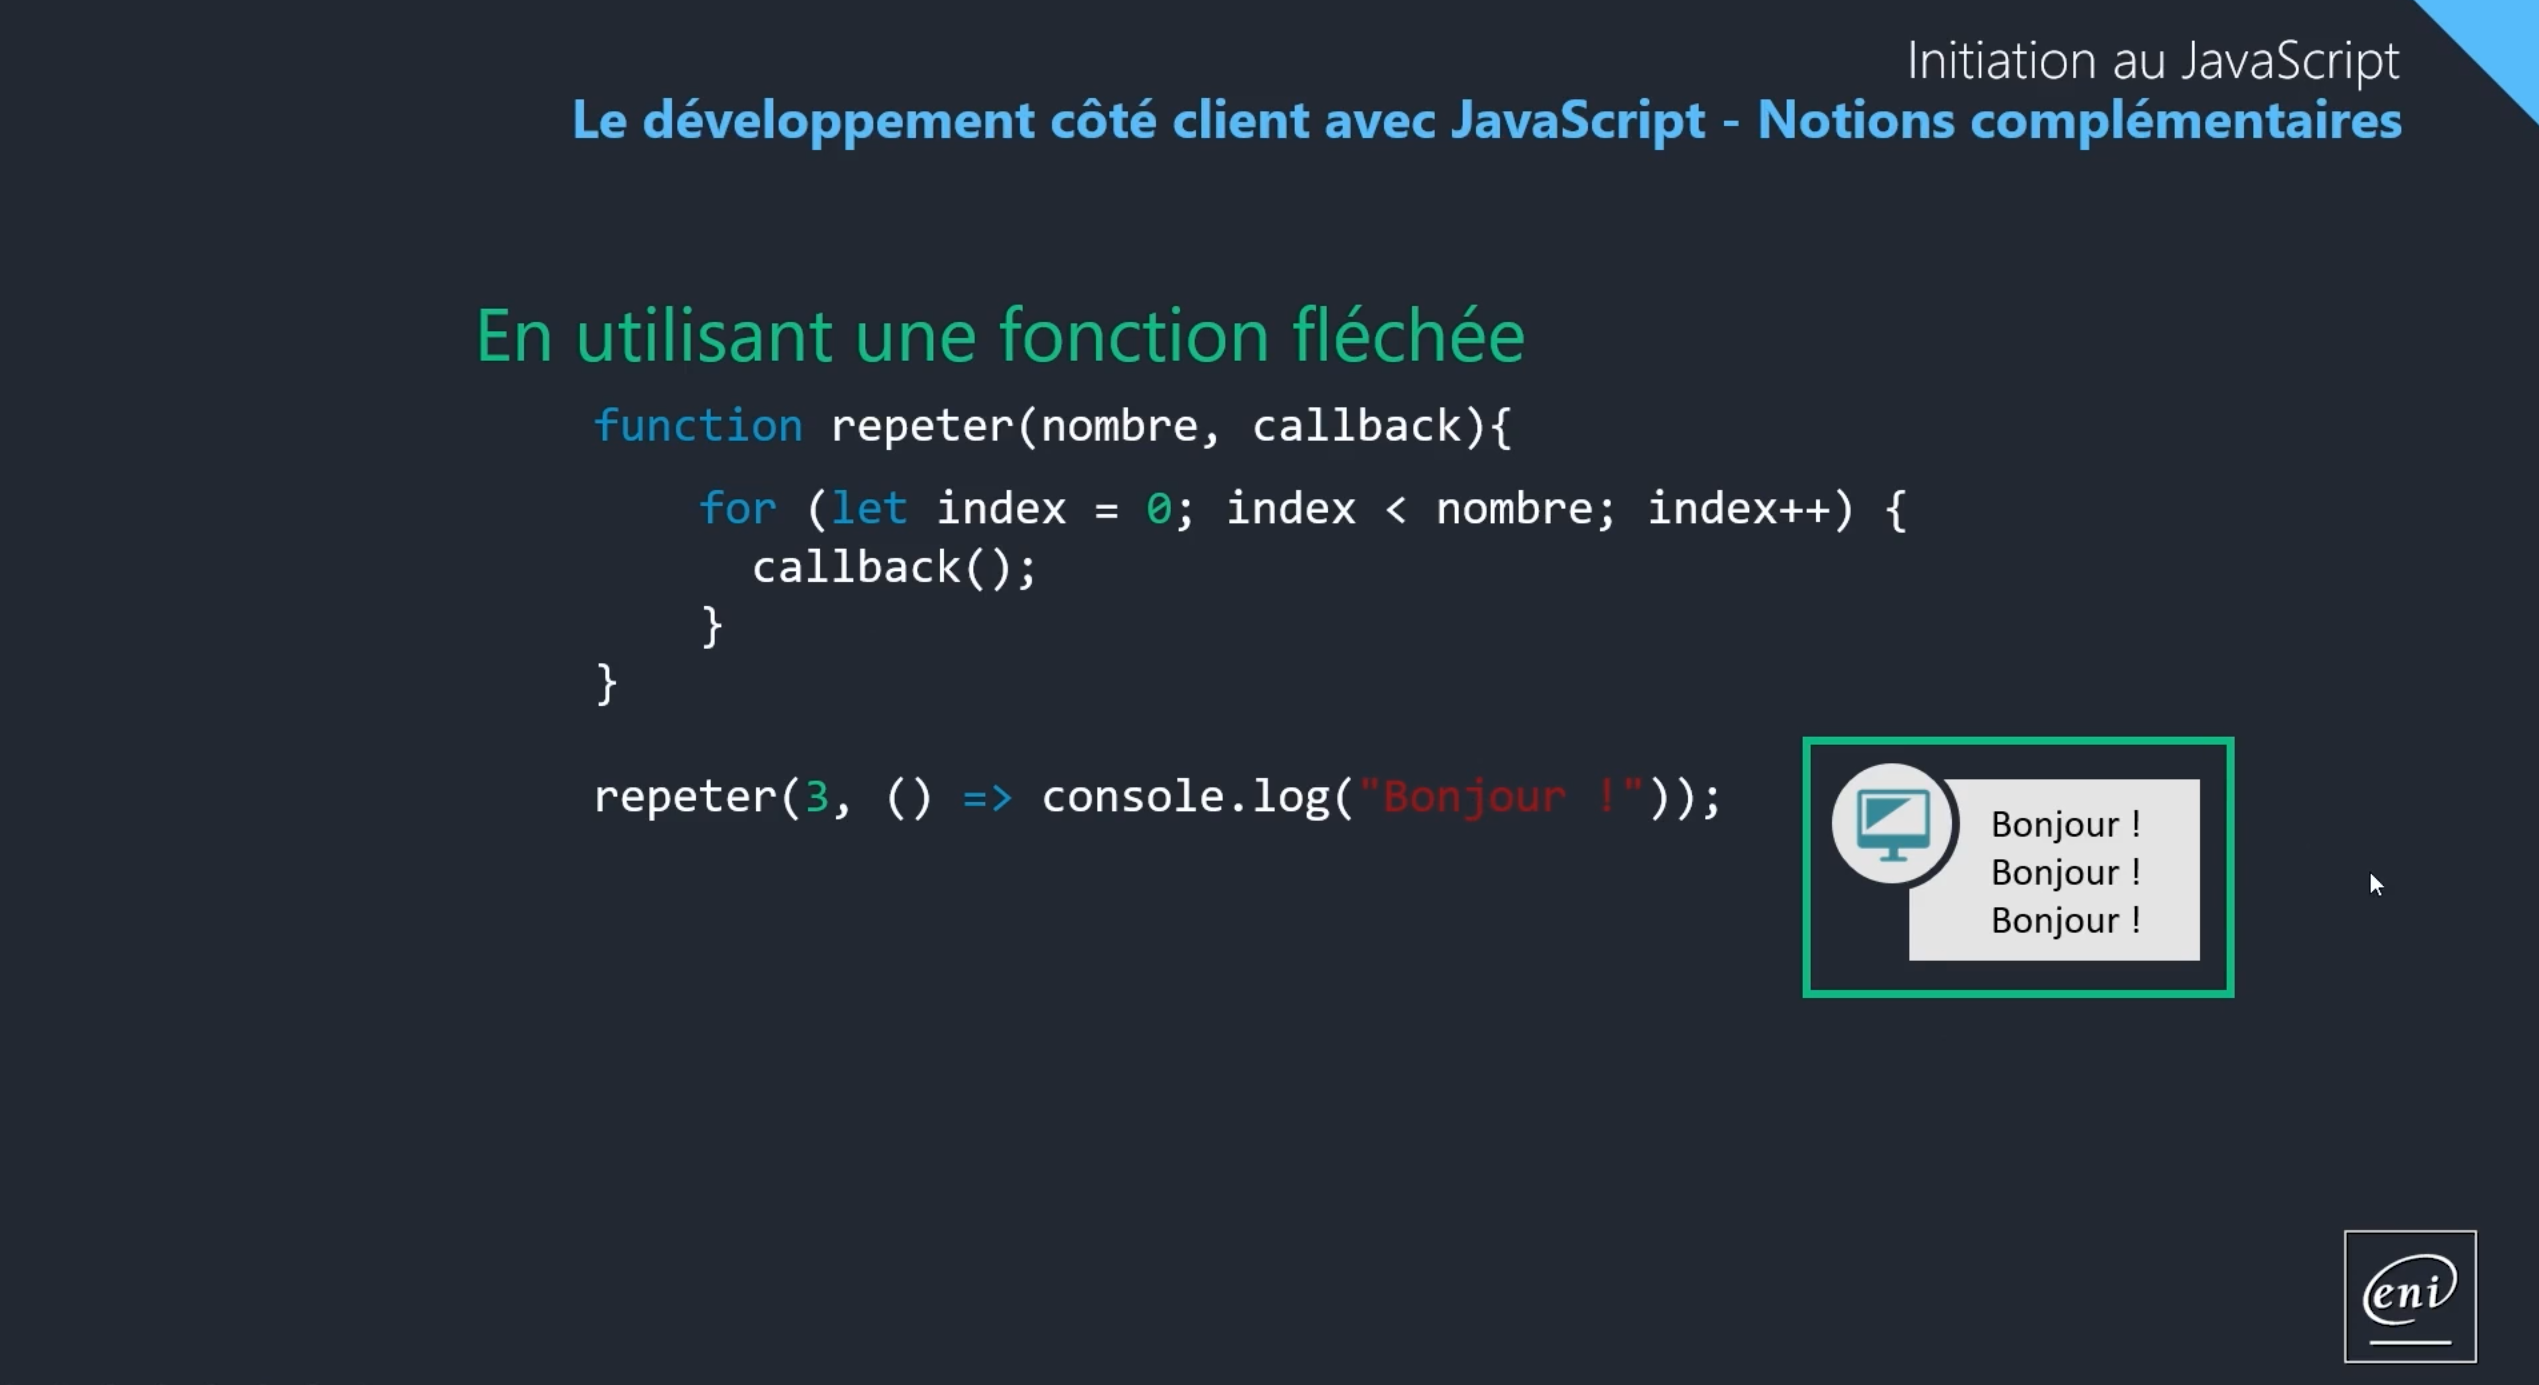 Initiation au JavaScript
Le développement côté client avec JavaScript - Notions complémentaires
En utilisant une fonction fléchée
function repeter(nombre, callback){
for (let index = 0; index < nombre; index++) {
callback();
}
}
repeter(3, () => console.log("Bonjour !"));
Bonjour !
Bonjour !
Bonjour !
eni